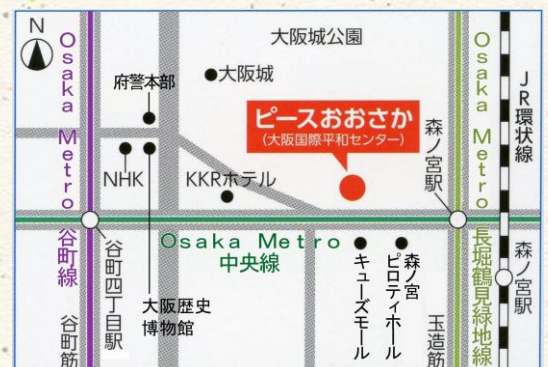 N
Osaka Metro 谷町線
大阪城公園
大阪城
府警本部
ピースおおさか
(大阪国際平和センター)
森ノ宮駅
Osaka Metro 長堀鶴見緑地線
JR環状線
NHK
KKRホテル
Osaka Metro
中央線
谷町四丁目駅
大阪歴史
博物館
キューズモール
森ノ宮
ピロティホール
森ノ宮駅
谷町筋
玉造筋